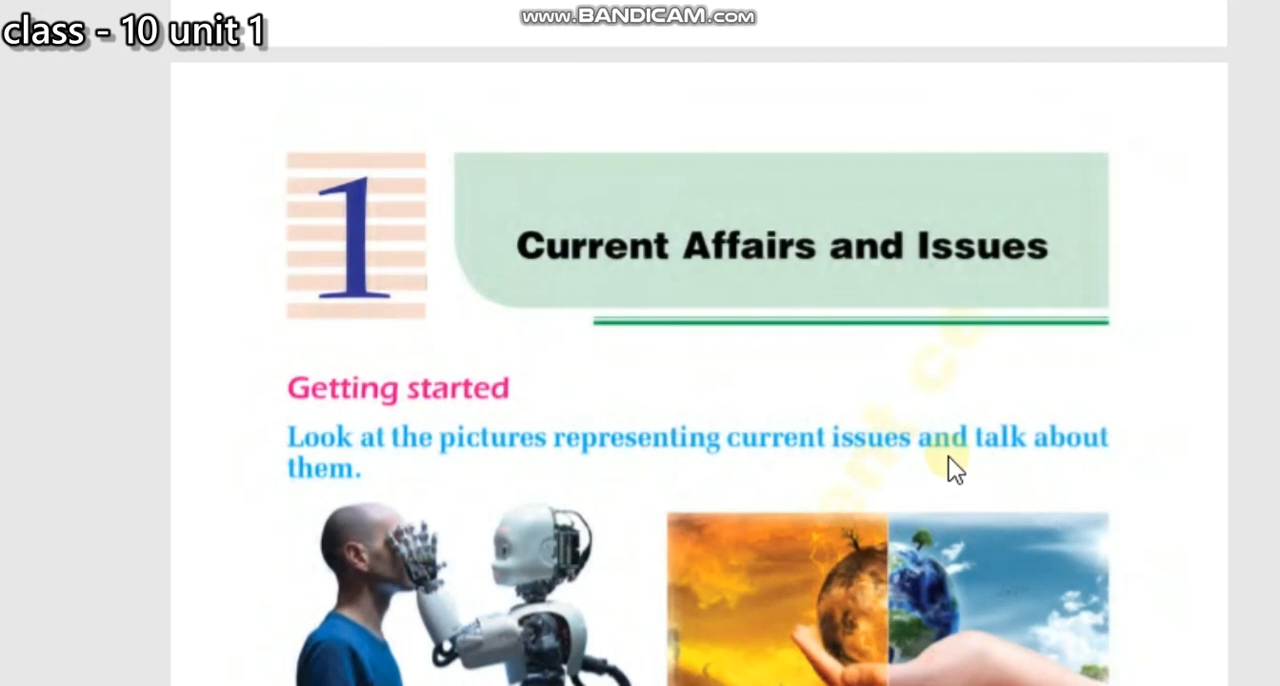 www.BANDICAM.com
class - 10 unit 1
1
Current Affairs and Issues
Getting started
Look at the pictures representing current issues and talk about
them.